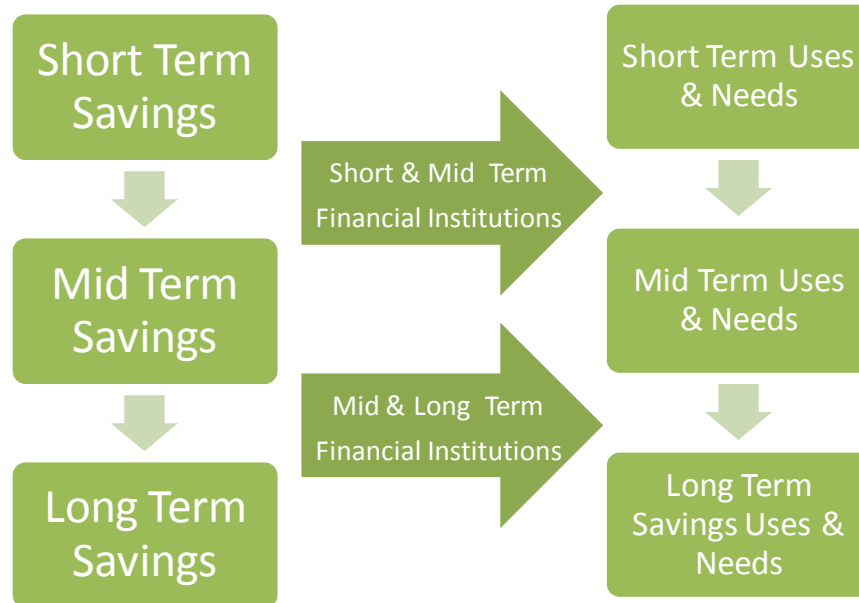 Short Term
Savings
Mid Term
Savings
Long Term
Savings
Short & Mid Term
Financial Institutions
Mid & Long Term
Financial Institutions
Short Term Uses
& Needs
Mid Term Uses
& Needs
Long Term
Savings Uses &
Needs